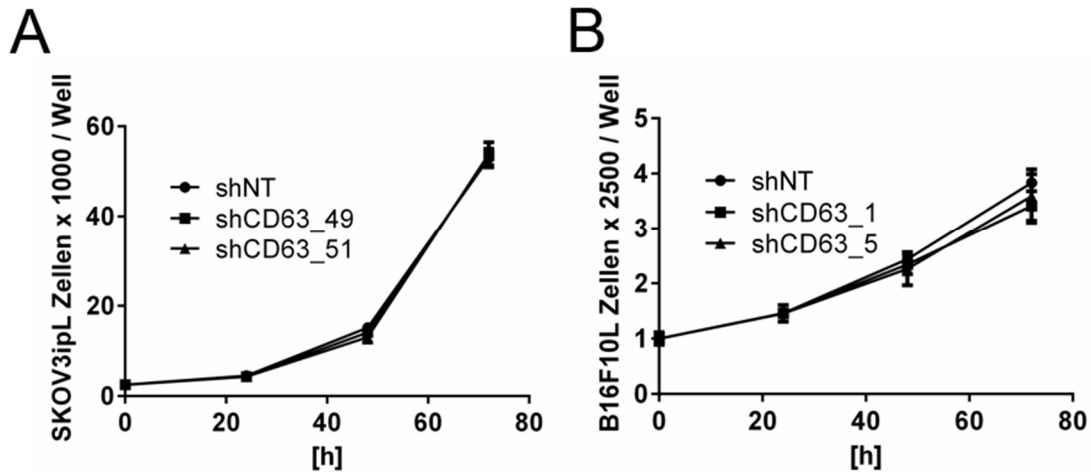 A
SKOV3ipL Zellen x 1000 / Well
60
40
20
0
shNT
shCD63_49
shCD63_51
0 20 40 60 80
[h]
B
B16F10L Zellen x 2500 / Well
5
4
3
2
1
0
shNT
shCD63_1
shCD63_5
0 20 40 60 80
[h]